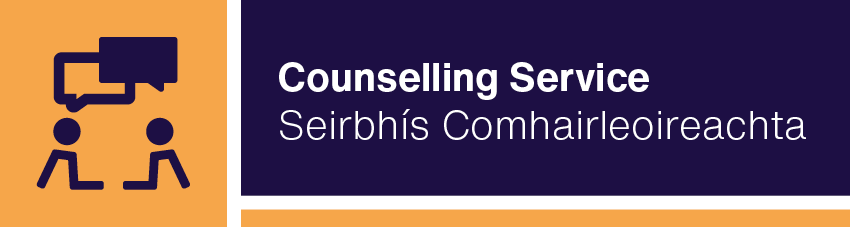 Counselling Service
Seirbhís Comhairleoireachta